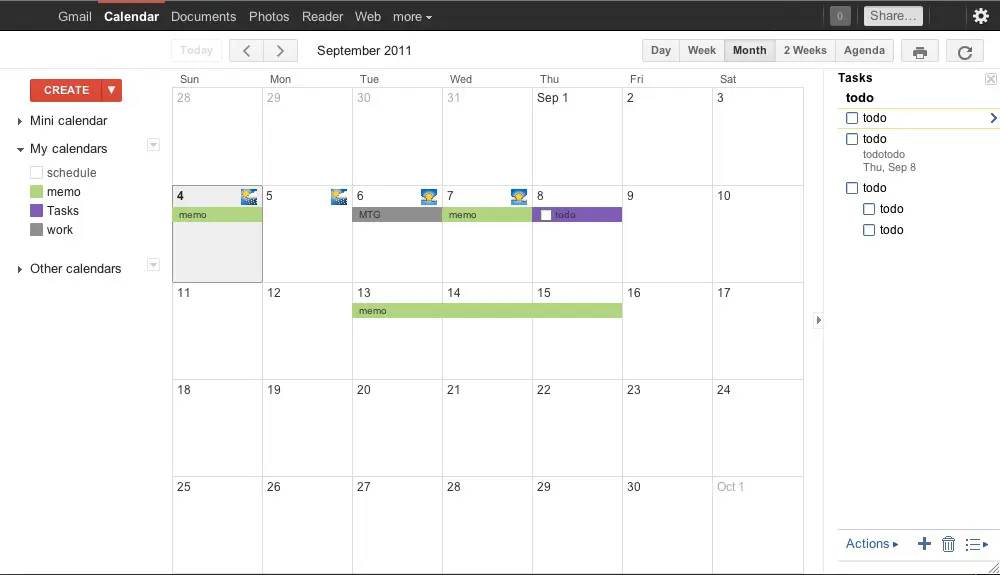 Gmail Calendar Documents Photos Reader Web more 0 Share…
Today September 2011 Day Week Month 2 Weeks Agenda
CREATE
Mini calendar
My calendars
schedule
memo
Tasks
work
Other calendars
Sun Mon Tue Wed Thu Fri Sat
28 29 30 31 Sep 1 2 3
4 5 6 7 8 9 10
memo MTG memo todo
11 12 13 14 15 16 17
memo
18 19 20 21 22 23 24
25 26 27 28 29 30 Oct 1
Tasks
todo
todo
todo
todotodo
Thu, Sep 8
todo
todo
todo
Actions